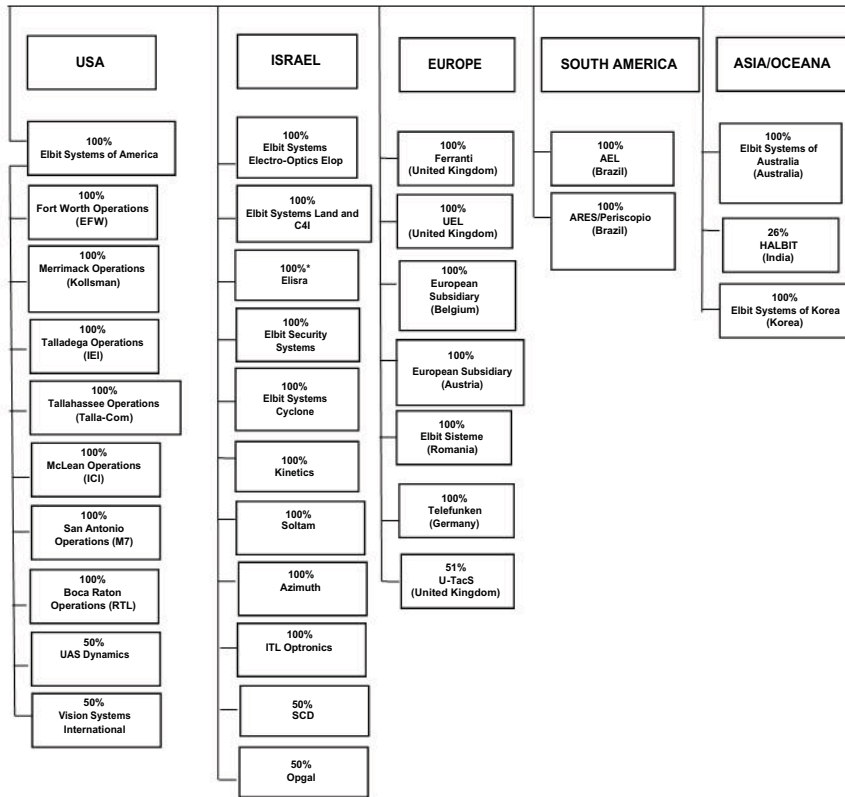 USA
100%
Elbit Systems of America
100%
Fort Worth Operations
(EFW)
100%
Merrimack Operations
(Kollsman)
100%
Talladega Operations
(IEI)
100%
Tallahassee Operations
(Talla-Com)
100%
McLean Operations
(ICI)
100%
San Antonio
Operations (M7)
100%
Boca Raton
Operations (RTL)
50%
UAS Dynamics
50%
Vision Systems
International
ISRAEL
100%
Elbit Systems
Electro-Optics Elop
100%
Elbit Systems Land and
C4I
100%*
Elisra
100%
Elbit Security
Systems
100%
Elbit Systems
Cyclone
100%
Kinetics
100%
Soltam
100%
Azimuth
100%
ITL Optronics
50%
SCD
50%
Opgal
EUROPE
100%
Ferranti
(United Kingdom)
100%
UEL
(United Kingdom)
100%
European
Subsidiary
(Belgium)
100%
European Subsidiary
(Austria)
100%
Elbit Sisteme
(Romania)
100%
Telefunken
(Germany)
51%
U-TacS
(United Kingdom)
SOUTH AMERICA
100%
AEL
(Brazil)
100%
ARES/Periscopio
(Brazil)
ASIA/OCEANA
100%
Elbit Systems of
Australia
(Australia)
26%
HALBIT
(India)
100%
Elbit Systems of Korea
(Korea)